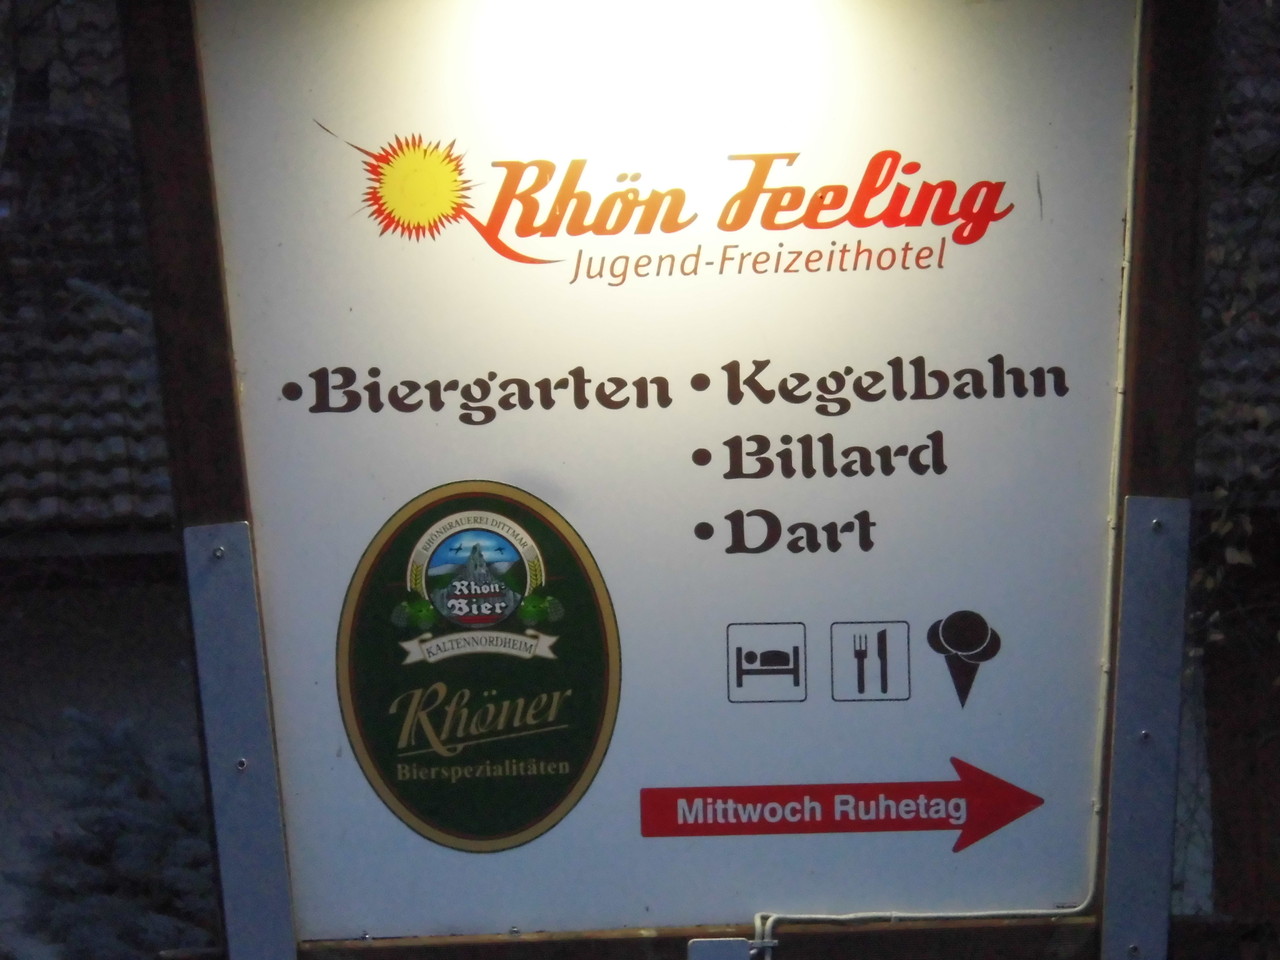 Rhön Feeling
Jugend-Freizeithotel
•Biergarten •Kegelbahn
•Billard
•Dart
RHÖNBRAUEREI DITTMAR
Rhön-
Bier
KALTENNORDHEIM
Rhöner
Bierspezialitäten
Mittwoch Ruhetag